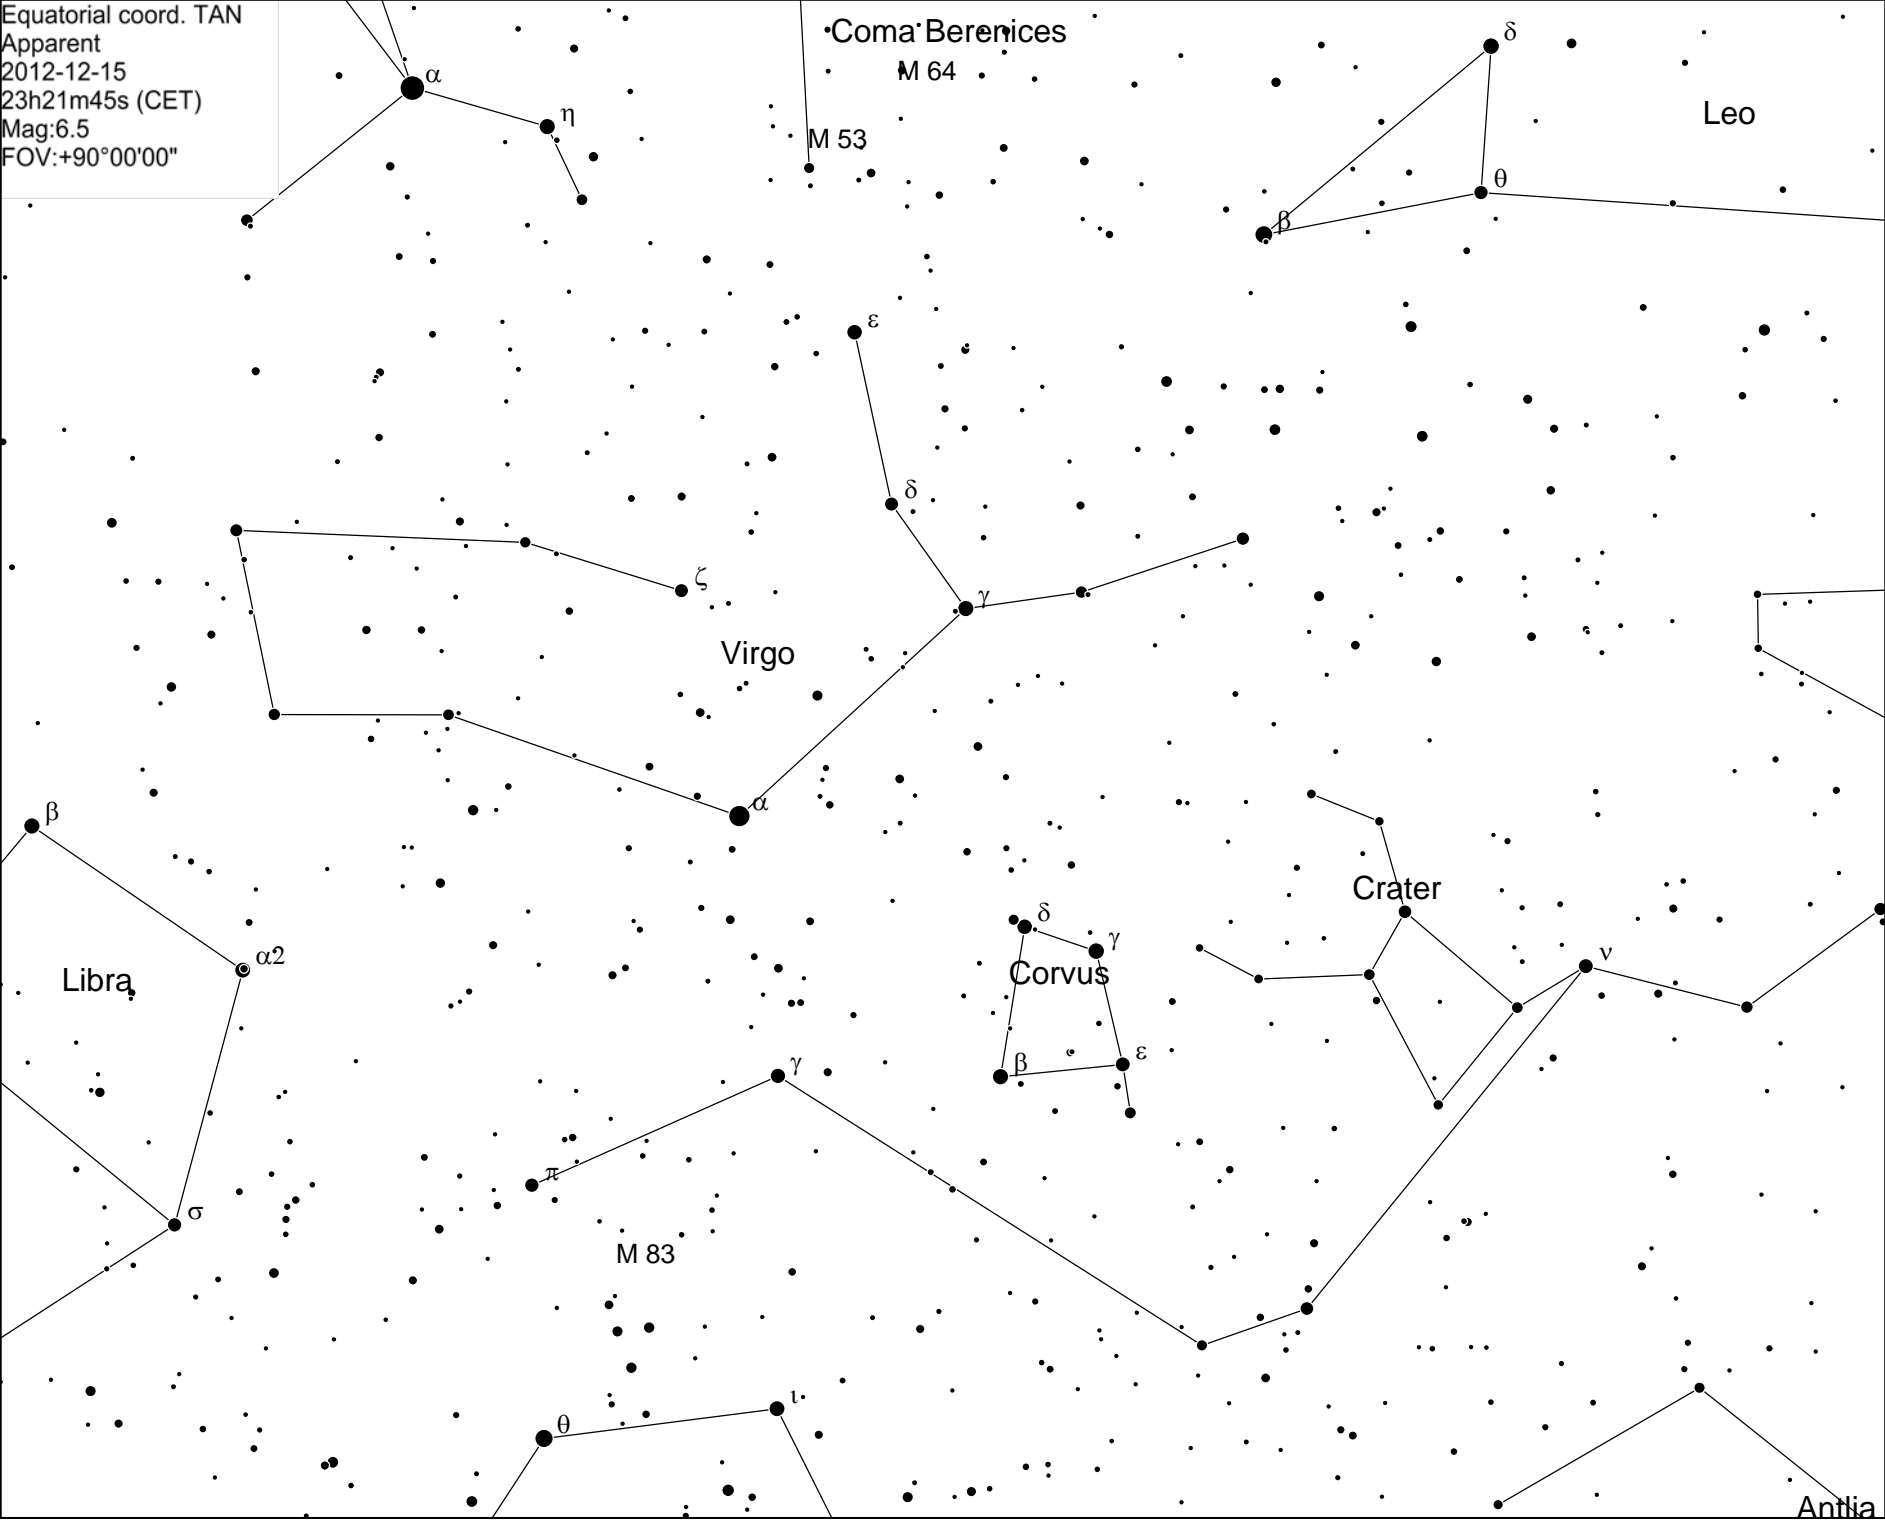 Equatorial coord. TAN
Apparent
2012-12-15
23h21m45s (CET)
Mag:6.5
FOV:+90°00'00"
α
η
Coma Berenices
M 64
M 53
δ
Leo
θ
β
ε
δ
ζ
γ
Virgo
α
β
Crater
δ
γ
α2
Libra
Corvus
ν
β
ε
γ
π
σ
M 83
ι
θ
Antlia